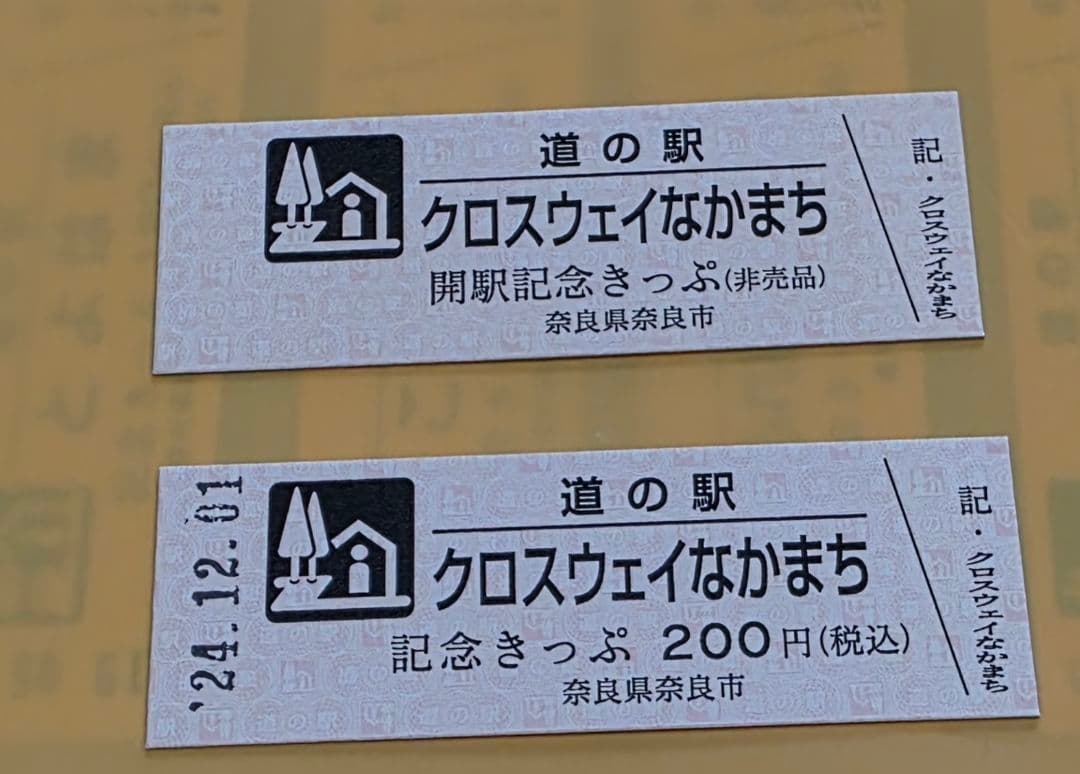 道の駅
クロスウェイなかまち
開駅記念きっぷ(非売品)
奈良県奈良市
記・クロスウェイなかまち
'24.12.01
道の駅
クロスウェイなかまち
記念きっぷ 200円(税込)
奈良県奈良市
記・クロスウェイなかまち